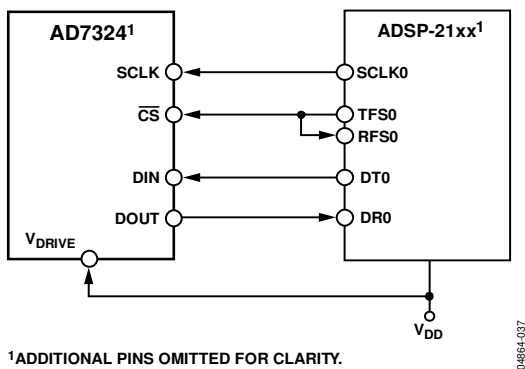 AD7324¹
ADSP-21xx¹
SCLK
SCLK0
C̅S̅
TFS0
RFS0
DIN
DT0
DOUT
DR0
VDRIVE
VDD
¹ADDITIONAL PINS OMITTED FOR CLARITY.
04864-037